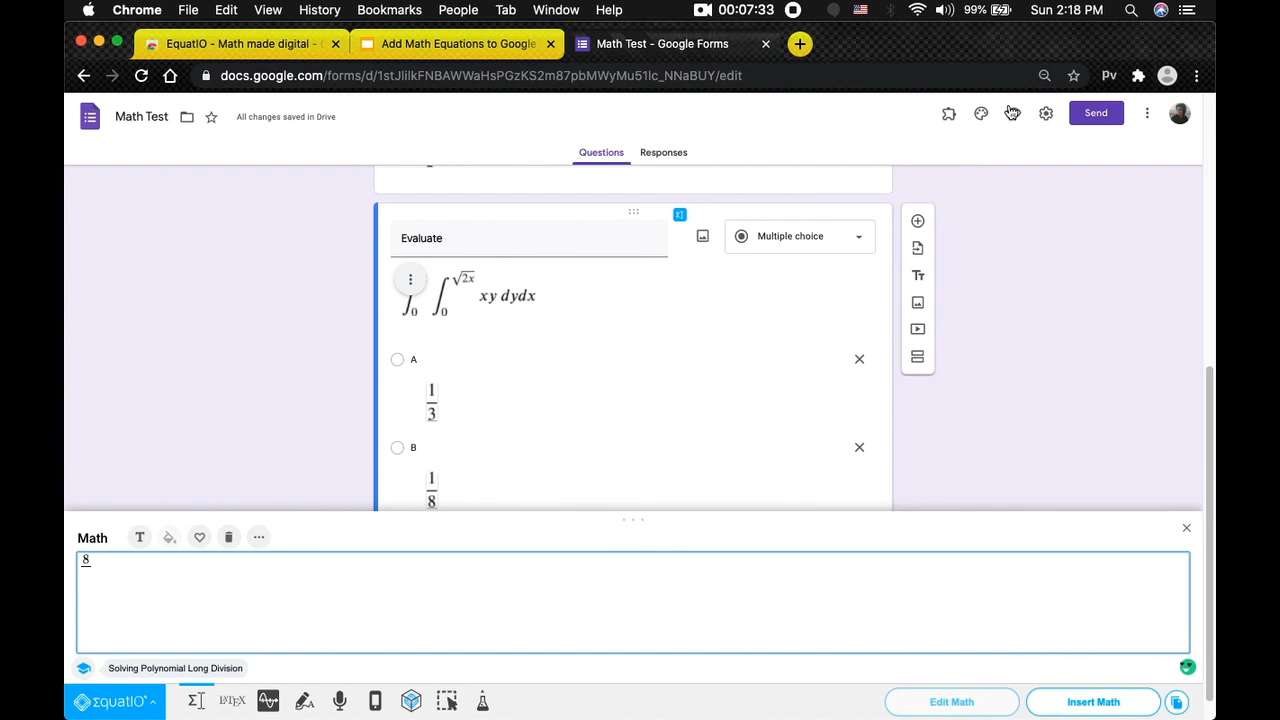 Chrome File Edit View History Bookmarks People Tab Window Help 00:07:33 99% Sun 2:18 PM
EquatIO - Math made digital - Add Math Equations to Google Math Test - Google Forms
docs.google.com/forms/d/1stJlilkFNBAWWaHsPGzKS2m87pbMWyMu51lc_NNaBUY/edit Pv
Math Test All changes saved in Drive Send
Questions Responses
Evaluate Multiple choice
∫₀ ∫₀^√2x xy dydx
Tт
A
1/3
B
1/8
Math T
8
Solving Polynomial Long Division
EquatIO LATEX Edit Math Insert Math